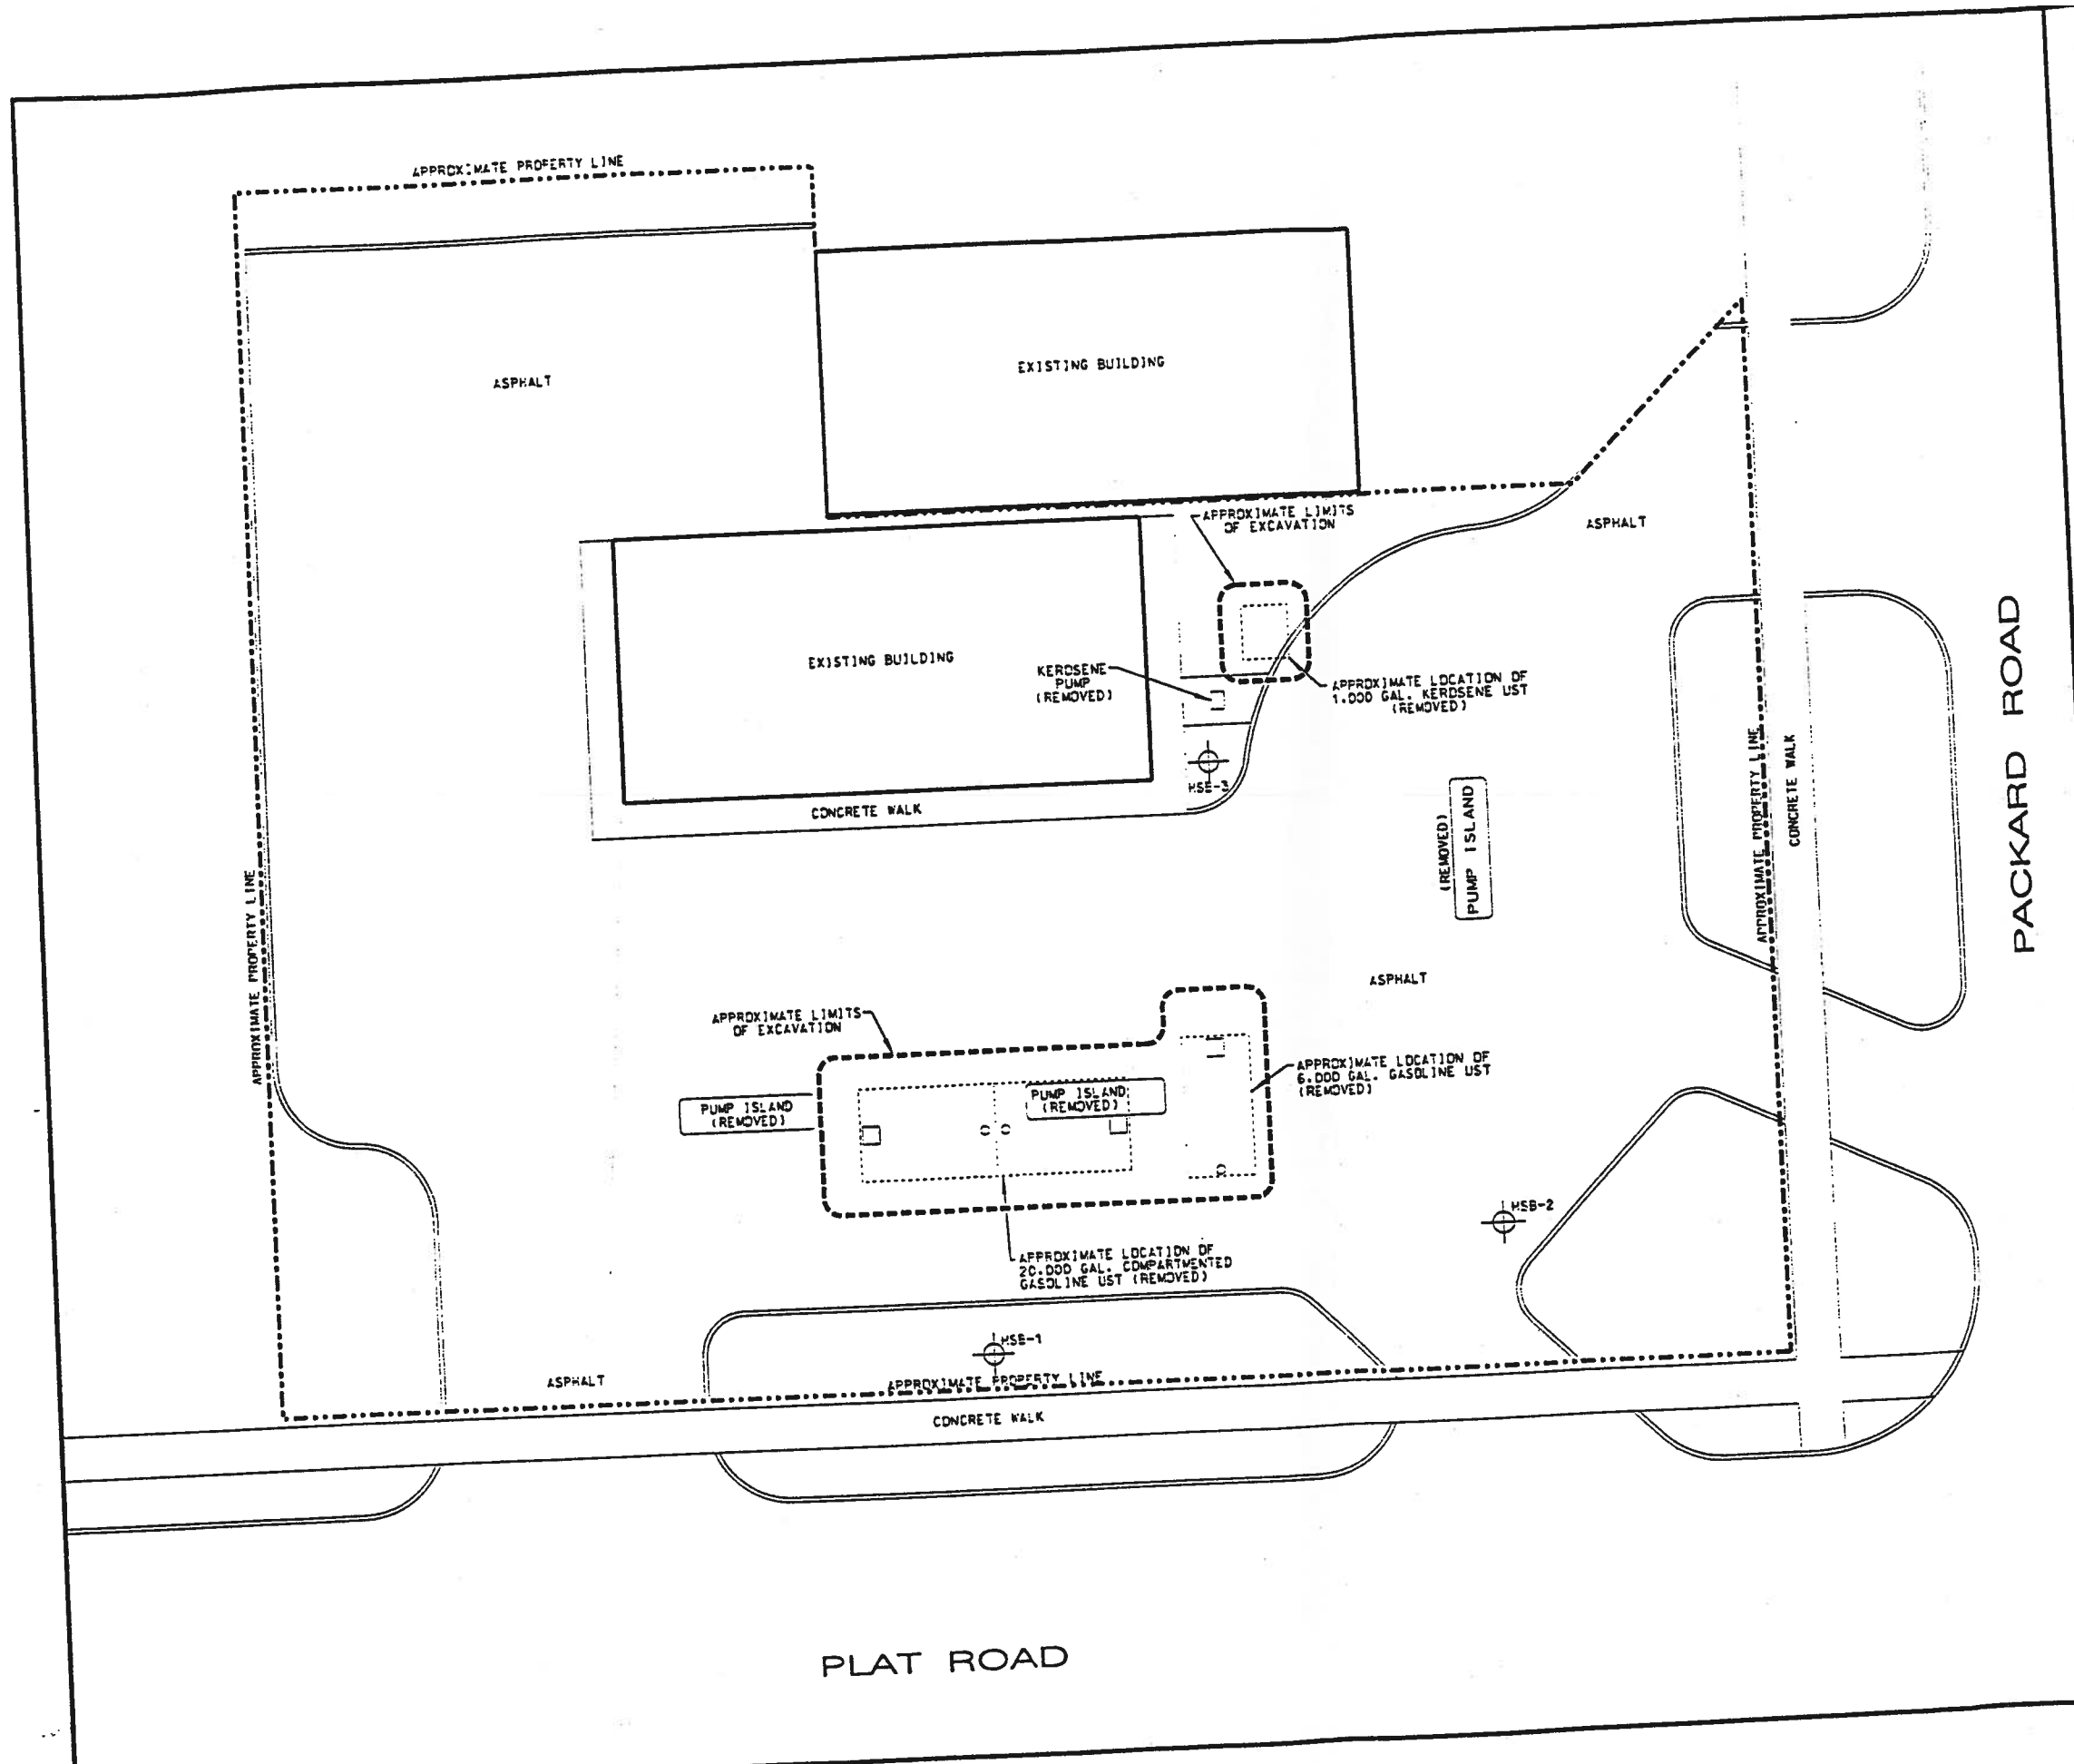 APPROXIMATE PROPERTY LINE
ASPHALT
EXISTING BUILDING
APPROXIMATE LIMITS
OF EXCAVATION
ASPHALT
EXISTING BUILDING
KEROSENE
PUMP
(REMOVED)
APPROXIMATE LOCATION OF
1,000 GAL. KEROSENE UST
(REMOVED)
HSB-3
CONCRETE WALK
(REMOVED)
PUMP ISLAND
APPROXIMATE PROPERTY LINE
CONCRETE WALK
PACKARD ROAD
APPROXIMATE PROPERTY LINE
ASPHALT
APPROXIMATE LIMITS
OF EXCAVATION
PUMP ISLAND
(REMOVED)
PUMP ISLAND
(REMOVED)
APPROXIMATE LOCATION OF
6,000 GAL. GASOLINE UST
(REMOVED)
HSB-2
APPROXIMATE LOCATION OF
20,000 GAL. COMPARTMENTED
GASOLINE UST (REMOVED)
HSB-1
ASPHALT
APPROXIMATE PROPERTY LINE
CONCRETE WALK
PLAT ROAD